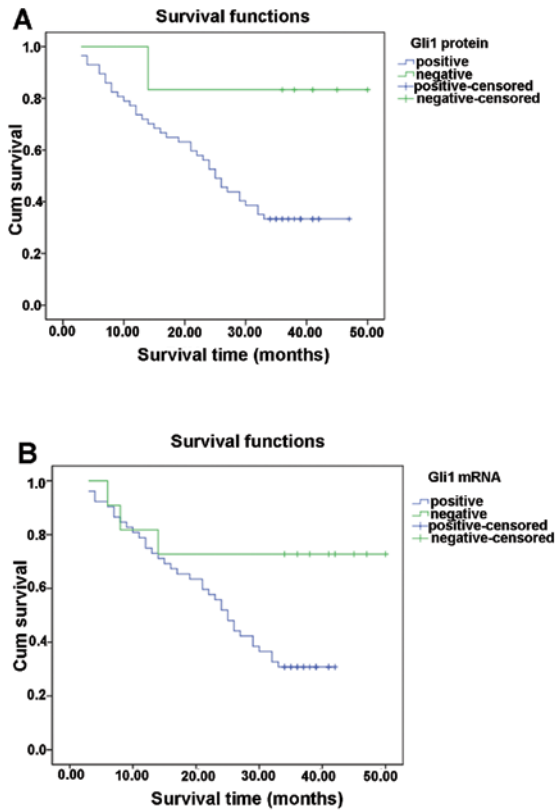 A
Survival functions
Gli1 protein
positive
negative
positive-censored
negative-censored
Cum survival
1.0
0.8
0.6
0.4
0.2
0.0
0.00 10.00 20.00 30.00 40.00 50.00
Survival time (months)
B
Survival functions
Gli1 mRNA
positive
negative
positive-censored
negative-censored
Cum survival
1.0
0.8
0.6
0.4
0.2
0.0
0.00 10.00 20.00 30.00 40.00 50.00
Survival time (months)